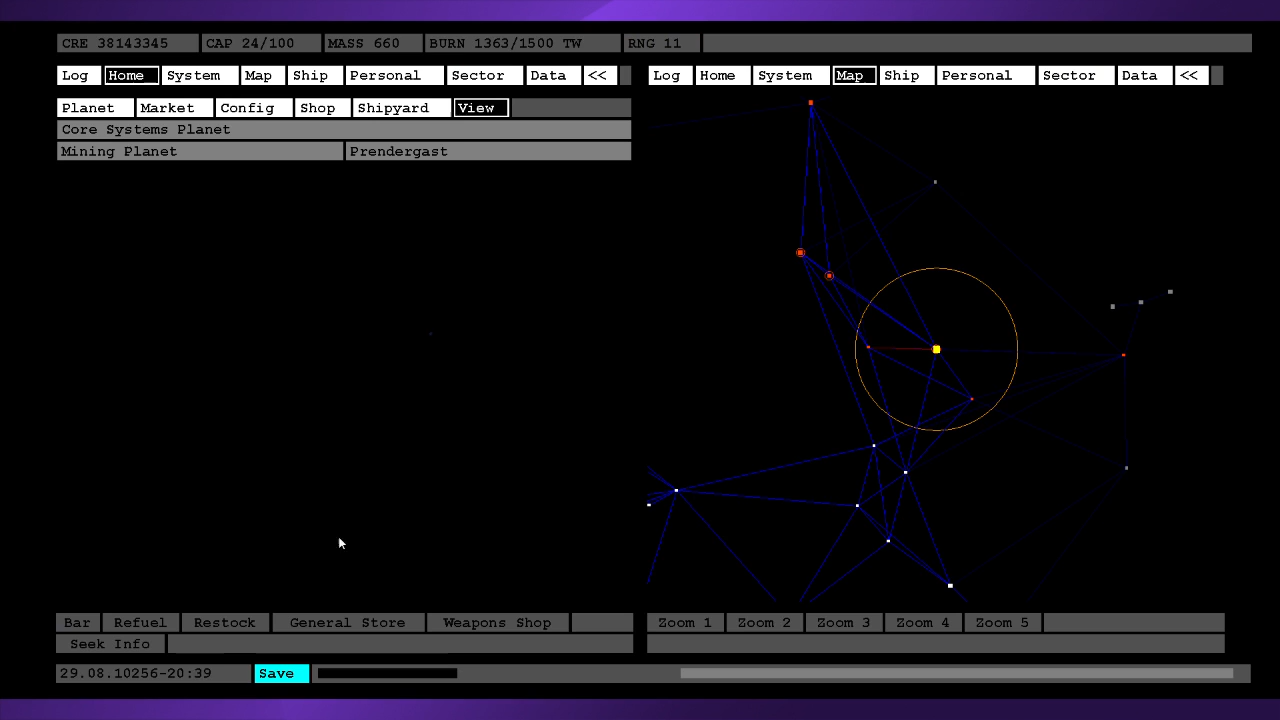 CRE 38143345 CAP 24/100 MASS 660 BURN 1363/1500 TW RNG 11
Log Home System Map Ship Personal Sector Data << Log Home System Map Ship Personal Sector Data <<
Planet Market Config Shop Shipyard View
Core Systems Planet
Mining Planet Prendergast
Bar Refuel Restock General Store Weapons Shop Zoom 1 Zoom 2 Zoom 3 Zoom 4 Zoom 5
Seek Info
29.08.10256-20:39 Save